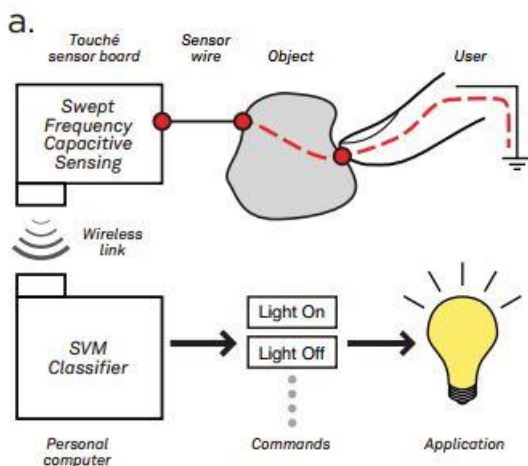 a.
Touché
sensor board
Sensor
wire
Object
User
Swept
Frequency
Capacitive
Sensing
Wireless
link
SVM
Classifier
Light On
Light Off
Personal
computer
Commands
Application